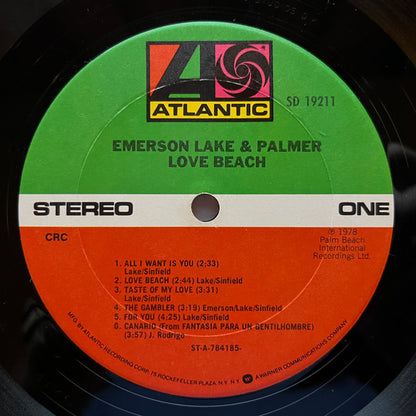 ATLANTIC
SD 19211
EMERSON LAKE & PALMER
LOVE BEACH
STEREO ONE
CRC
℗ 1978
Palm Beach
International
Recordings Ltd.
1. ALL I WANT IS YOU (2:33)
Lake/Sinfield
2. LOVE BEACH (2:44) Lake/Sinfield
3. TASTE OF MY LOVE (3:31)
Lake/Sinfield
4. THE GAMBLER (3:19) Emerson/Lake/Sinfield
5. FOR YOU (4:25) Lake/Sinfield
6. CANARIO (From FANTASIA PARA UN GENTILHOMBRE)
(3:57) J. Rodrigo
ST-A-784185-
MFG BY ATLANTIC RECORDING CORP. 75 ROCKEFELLER PLAZA N.Y. N.Y. A WARNER COMMUNICATIONS COMPANY